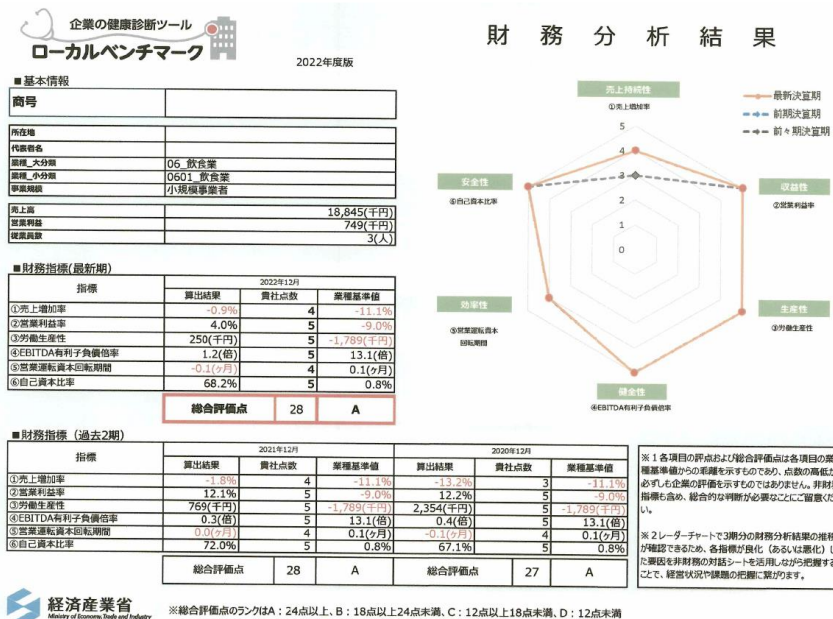 企業の健康診断ツール
ローカルベンチマーク
2022年度版
財務分析結果
■基本情報
商号
所在地
代表者名
業種_大分類 06_飲食業
業種_小分類 0601_飲食業
事業規模 小規模事業者
売上高 18,845(千円)
営業利益 749(千円)
従業員数 3(人)
■財務指標(最新期)
指標 2022年12月
算出結果 貴社点数 業種基準値
①売上増加率 -0.9% 4 -11.1%
②営業利益率 4.0% 5 -9.0%
③労働生産性 250(千円) 5 -1,789(千円)
④EBITDA有利子負債倍率 1.2(倍) 5 13.1(倍)
⑤営業運転資本回転期間 -0.1(ヶ月) 4 0.1(ヶ月)
⑥自己資本比率 68.2% 5 0.8%
総合評価点 28 A
売上持続性
①売上増加率
最新決算期
前期決算期
前々期決算期
5
4
3
2
1
0
安全性
⑥自己資本比率
収益性
②営業利益率
効率性
⑤営業運転資本
回転期間
生産性
③労働生産性
健全性
④EBITDA有利子負債倍率
■財務指標（過去2期）
指標 2021年12月 2020年12月
算出結果 貴社点数 業種基準値 算出結果 貴社点数 業種基準値
①売上増加率 -1.8% 4 -11.1% -13.2% 3 -11.1%
②営業利益率 12.1% 5 -9.0% 12.2% 5 -9.0%
③労働生産性 769(千円) 5 -1,789(千円) 2,354(千円) 5 -1,789(千円)
④EBITDA有利子負債倍率 0.3(倍) 5 13.1(倍) 0.4(倍) 5 13.1(倍)
⑤営業運転資本回転期間 0.0(ヶ月) 4 0.1(ヶ月) -0.1(ヶ月) 4 0.1(ヶ月)
⑥自己資本比率 72.0% 5 0.8% 67.1% 5 0.8%
総合評価点 28 A 総合評価点 27 A
※１各項目の評点および総合評価点は各項目の業
種基準値からの乖離を示すものであり、点数の高低が
必ずしも企業の評価を示すものではありません。非財
指標も含め、総合的な判断が必要なことにご留意くだ
い。
※２レーダーチャートで3期分の財務分析結果の推移
が確認できるため、各指標が良化（あるいは悪化）し
た要因を非財務の対話シートを活用しながら把握する
ことで、経営状況や課題の把握に繋がります。
経済産業省
Ministry of Economy, Trade and Industry
※総合評価点のランクはA：24点以上、B：18点以上24点未満、C：12点以上18点未満、D：12点未満